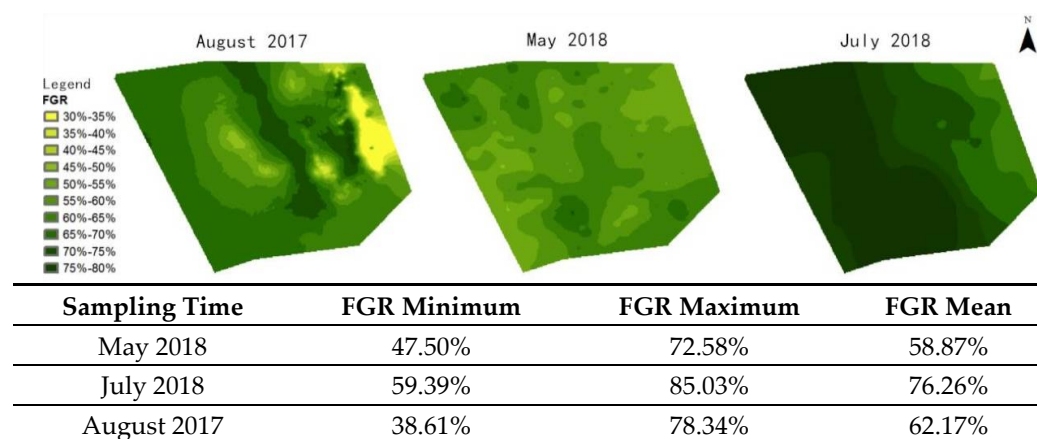 August 2017 May 2018 July 2018 N
Legend
FGR
30%-35%
35%-40%
40%-45%
45%-50%
50%-55%
55%-60%
60%-65%
65%-70%
70%-75%
75%-80%
Sampling Time FGR Minimum FGR Maximum FGR Mean
May 2018 47.50% 72.58% 58.87%
July 2018 59.39% 85.03% 76.26%
August 2017 38.61% 78.34% 62.17%